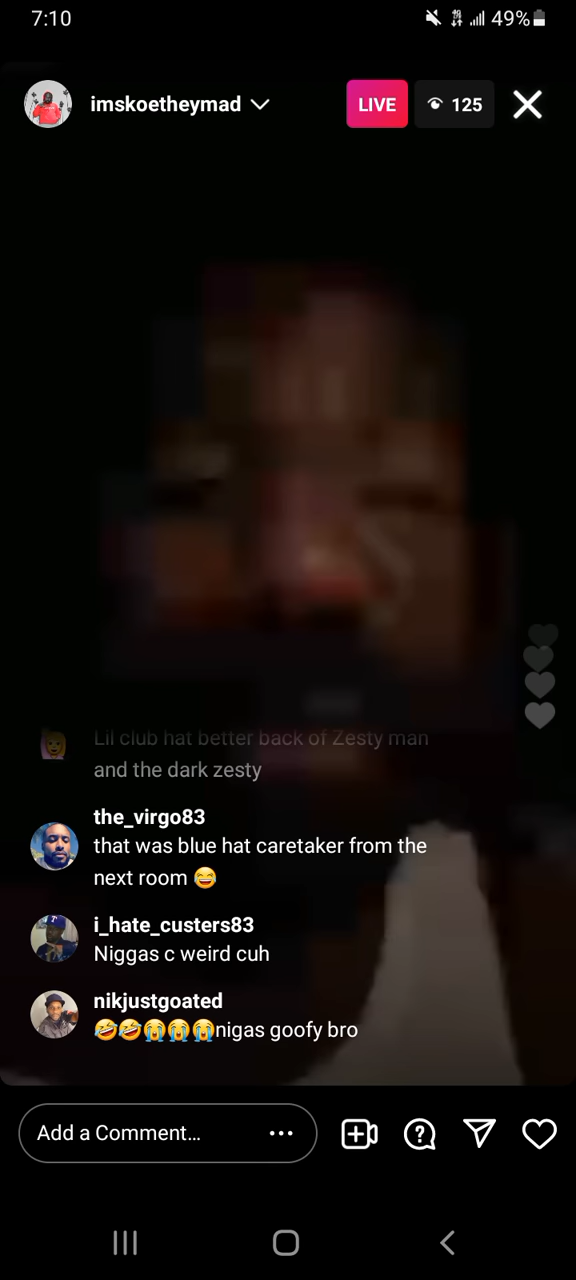 7:10
49%
imskoetheymad
LIVE
125
Lil club hat better back of Zesty man
and the dark zesty
the_virgo83
that was blue hat caretaker from the
next room 😂
i_hate_custers83
Niggas c weird cuh
nikjustgoated
🤣🤣😭😭😭nigas goofy bro
Add a Comment...